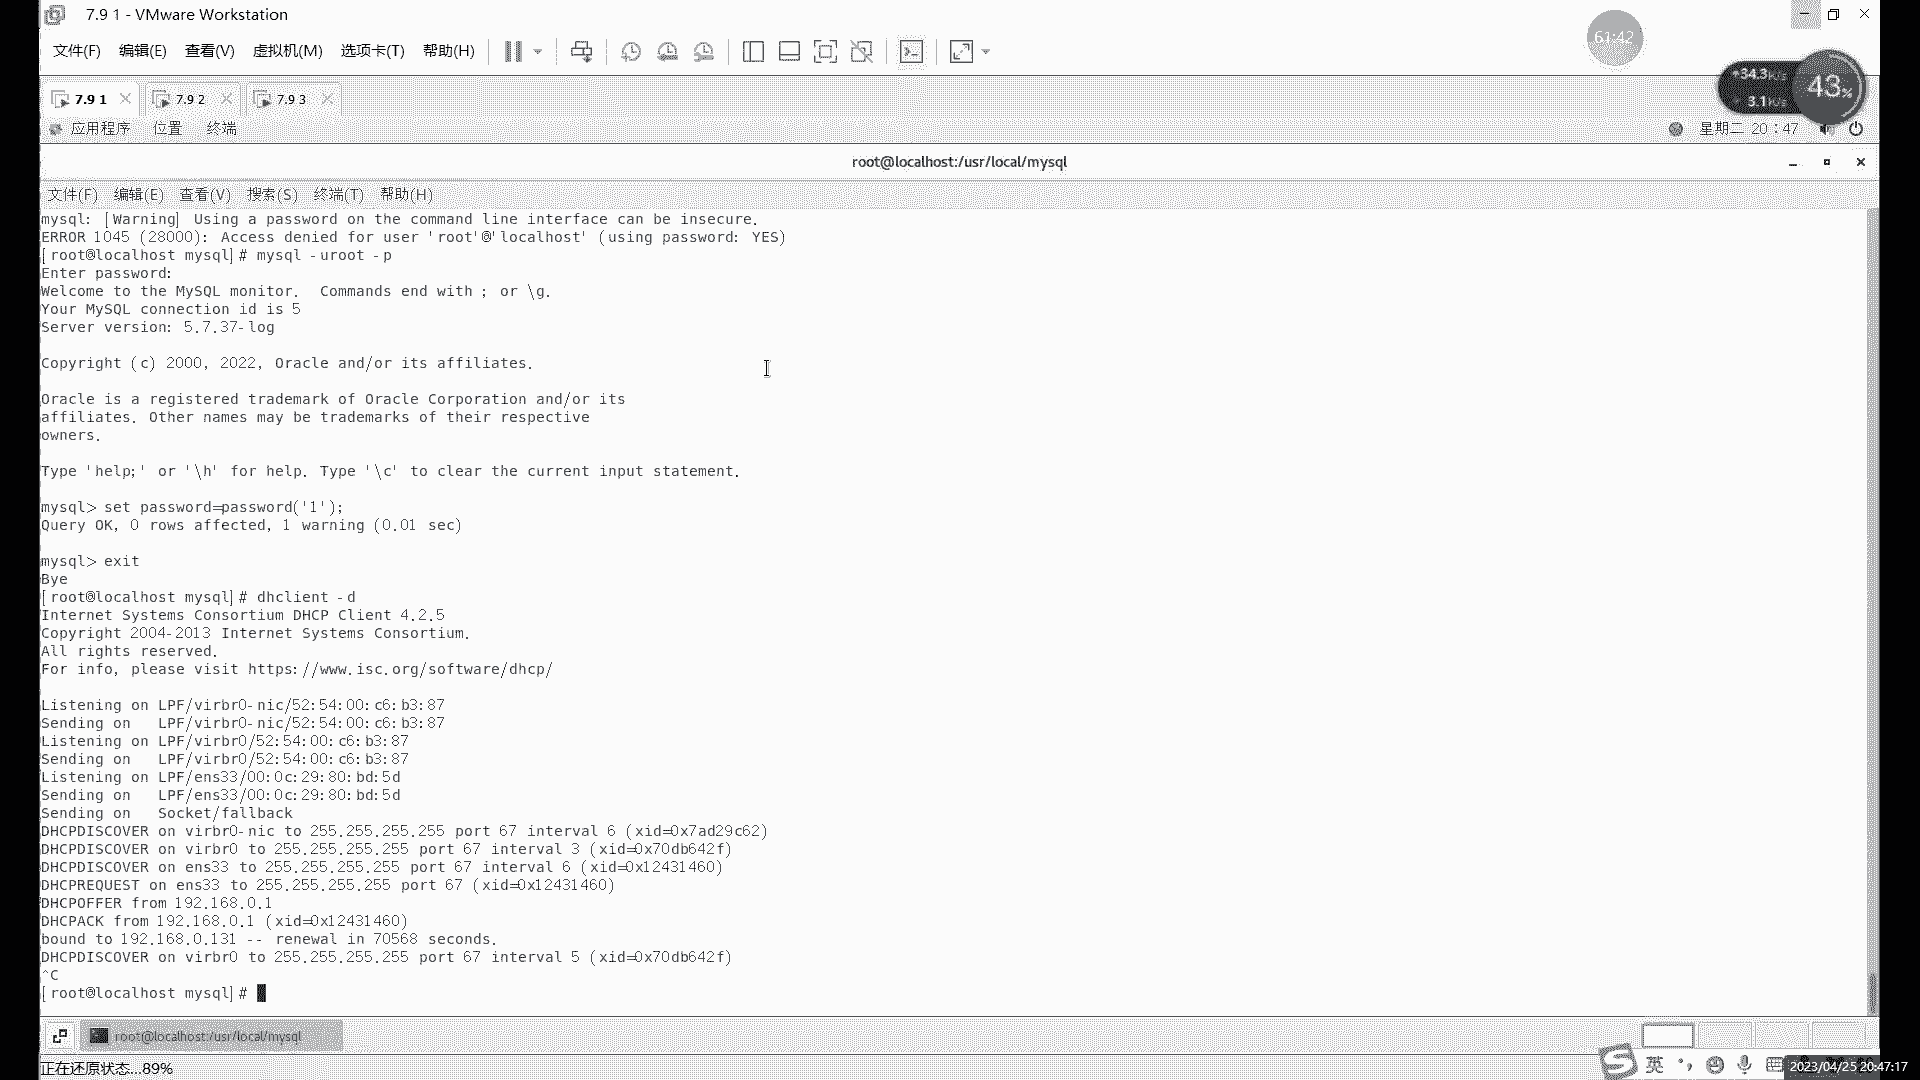 7.9 1 - VMware Workstation
文件(F) 编辑(E) 查看(V) 虚拟机(M) 选项卡(T) 帮助(H)
61:42
34.3K/s
3.1K/s
43%
7.9 1 7.9 2 7.9 3
应用程序 位置 终端 星期二 20:47
root@localhost:/usr/local/mysql
文件(F) 编辑(E) 查看(V) 搜索(S) 终端(T) 帮助(H)
mysql: [Warning] Using a password on the command line interface can be insecure.
ERROR 1045 (28000): Access denied for user 'root'@'localhost' (using password: YES)
[root@localhost mysql]# mysql -uroot -p
Enter password:
Welcome to the MySQL monitor.  Commands end with ; or \g.
Your MySQL connection id is 5
Server version: 5.7.37-log
Copyright (c) 2000, 2022, Oracle and/or its affiliates.
Oracle is a registered trademark of Oracle Corporation and/or its
affiliates. Other names may be trademarks of their respective
owners.
Type 'help;' or '\h' for help. Type '\c' to clear the current input statement.
mysql> set password=password('1');
Query OK, 0 rows affected, 1 warning (0.01 sec)
mysql> exit
Bye
[root@localhost mysql]# dhclient -d
Internet Systems Consortium DHCP Client 4.2.5
Copyright 2004-2013 Internet Systems Consortium.
All rights reserved.
For info, please visit https://www.isc.org/software/dhcp/
Listening on LPF/virbr0-nic/52:54:00:c6:b3:87
Sending on   LPF/virbr0-nic/52:54:00:c6:b3:87
Listening on LPF/virbr0/52:54:00:c6:b3:87
Sending on   LPF/virbr0/52:54:00:c6:b3:87
Listening on LPF/ens33/00:0c:29:80:bd:5d
Sending on   LPF/ens33/00:0c:29:80:bd:5d
Sending on   Socket/fallback
DHCPDISCOVER on virbr0-nic to 255.255.255.255 port 67 interval 6 (xid=0x7ad29c62)
DHCPDISCOVER on virbr0 to 255.255.255.255 port 67 interval 3 (xid=0x70db642f)
DHCPDISCOVER on ens33 to 255.255.255.255 port 67 interval 6 (xid=0x12431460)
DHCPREQUEST on ens33 to 255.255.255.255 port 67 (xid=0x12431460)
DHCPOFFER from 192.168.0.1
DHCPACK from 192.168.0.1 (xid=0x12431460)
bound to 192.168.0.131 -- renewal in 70568 seconds.
DHCPDISCOVER on virbr0 to 255.255.255.255 port 67 interval 5 (xid=0x70db642f)
^C
[root@localhost mysql]#
root@localhost:/usr/local/mysql
正在还原状态...89%
英
2023/04/25 20:47:17